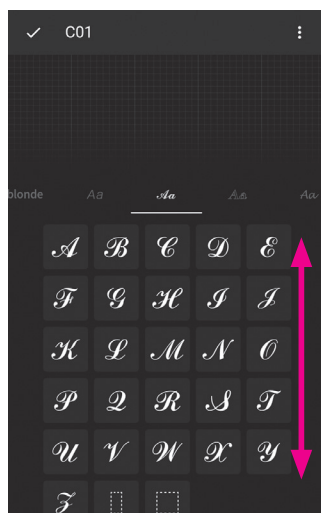 C01
blonde Aa Aa Aa Aa
A B C D E
F G H I J
K L M N O
P Q R S T
U V W X Y
Z